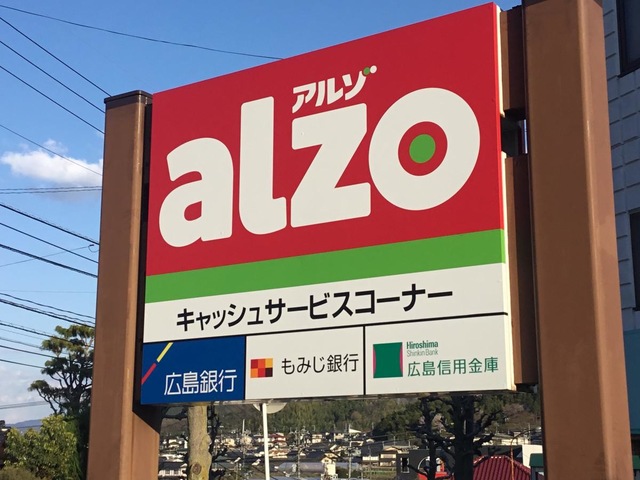 アルゾ
alzo
キャッシュサービスコーナー
広島銀行
もみじ銀行
Hiroshima
Shinkin Bank
広島信用金庫